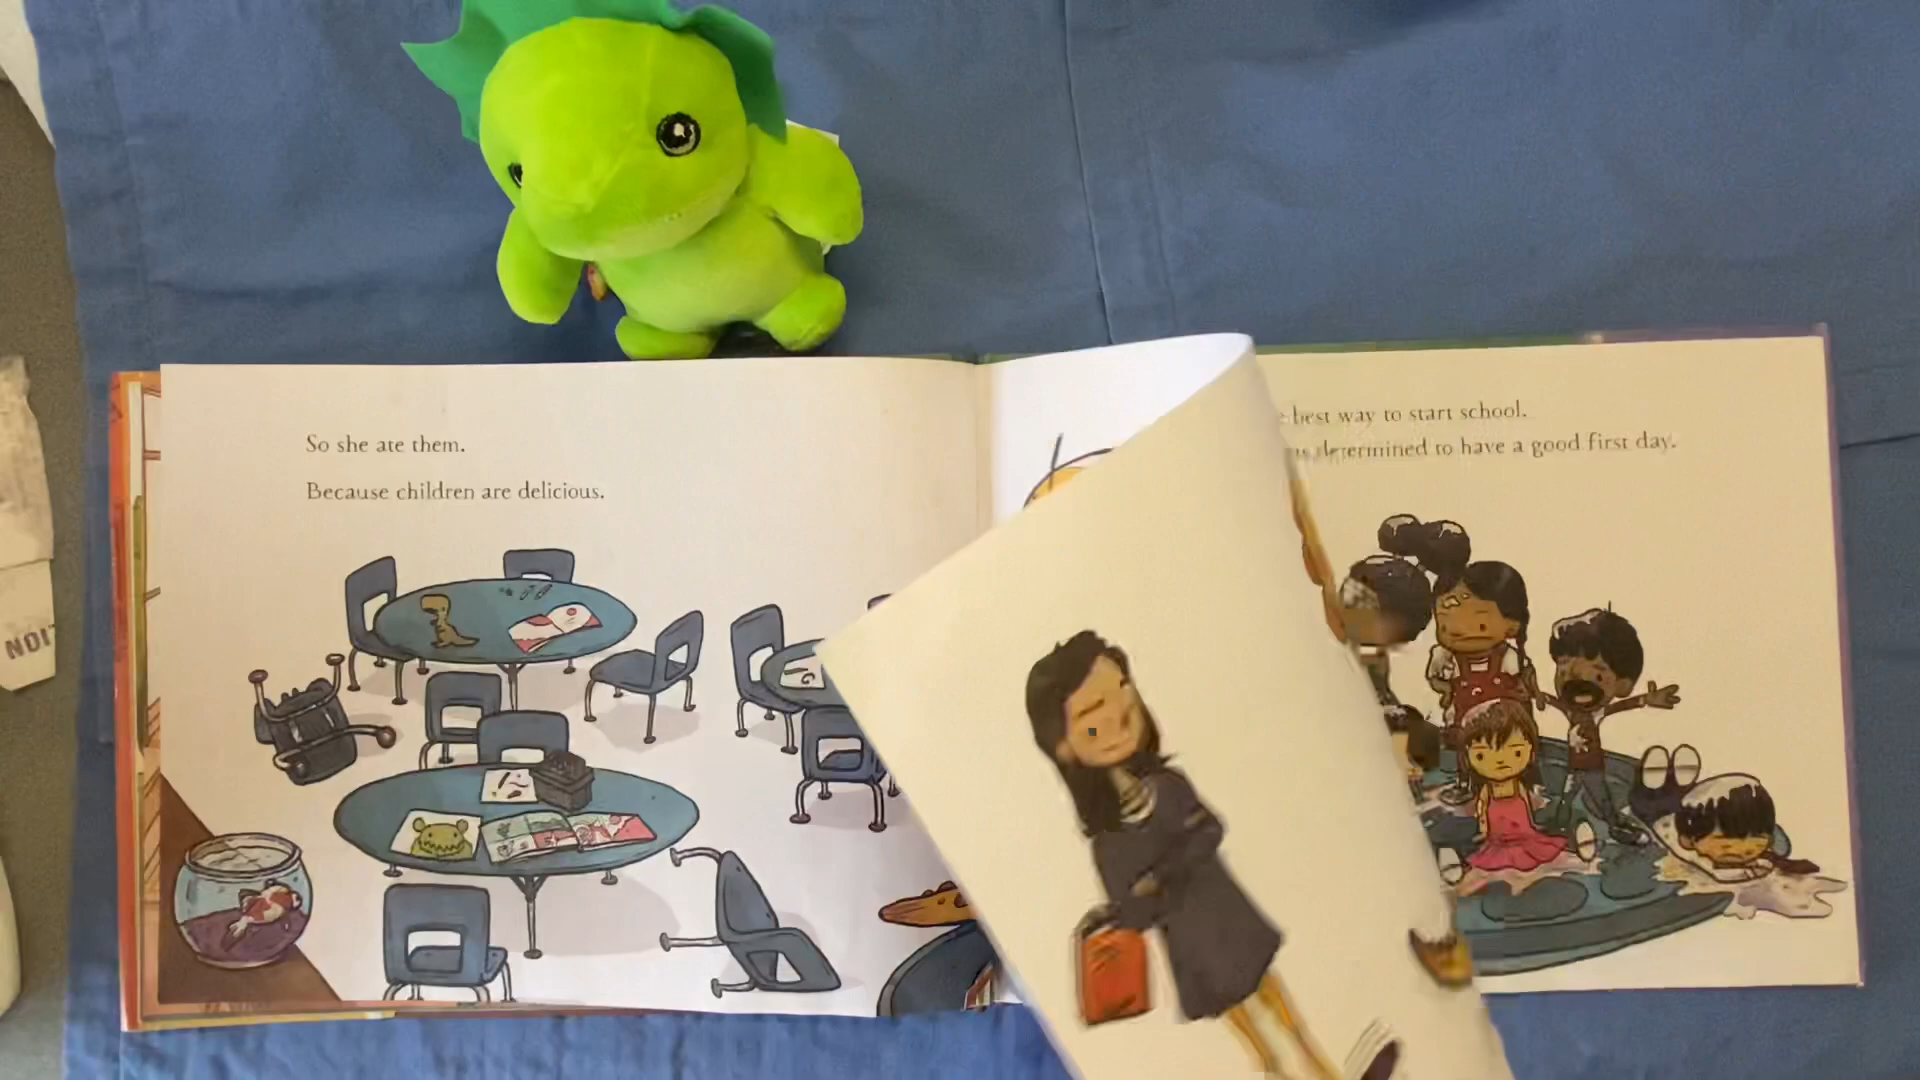 So she ate them.
Because children are delicious.
best way to start school.
determined to have a good first day.